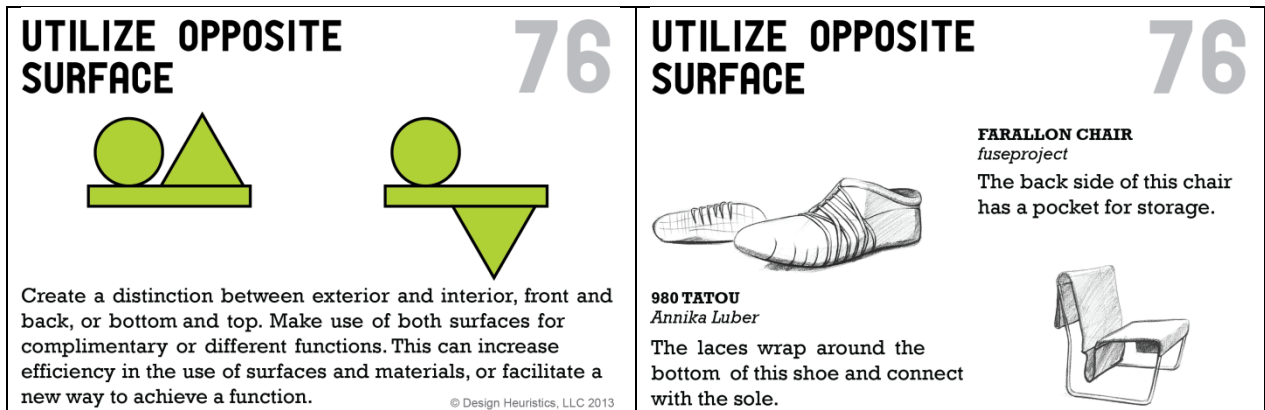 UTILIZE OPPOSITE
SURFACE
76
Create a distinction between exterior and interior, front and
back, or bottom and top. Make use of both surfaces for
complimentary or different functions. This can increase
efficiency in the use of surfaces and materials, or facilitate a
new way to achieve a function.
© Design Heuristics, LLC 2013
UTILIZE OPPOSITE
SURFACE
76
FARALLON CHAIR
fuseproject
The back side of this chair
has a pocket for storage.
980 TATOU
Annika Luber
The laces wrap around the
bottom of this shoe and connect
with the sole.